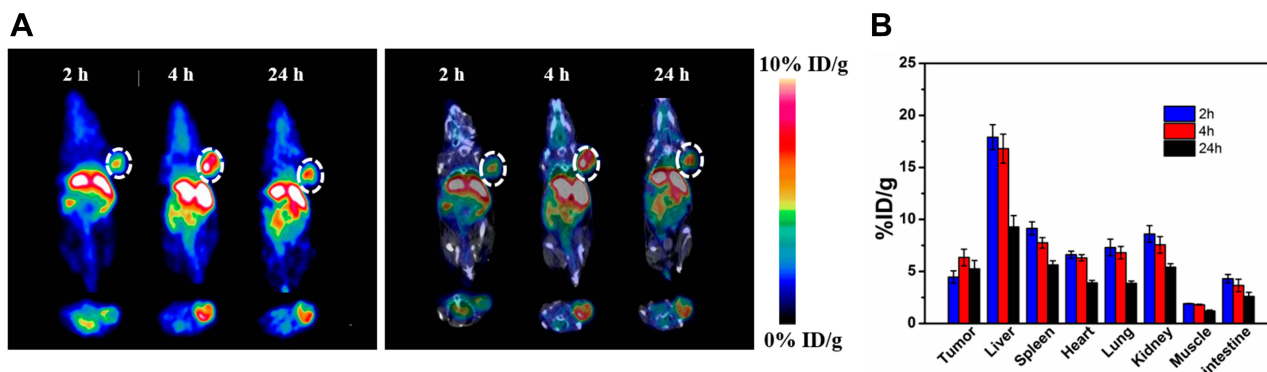 A
B
2 h
4 h
24 h
2 h
4 h
24 h
10% ID/g
0% ID/g
%ID/g
25
20
15
10
5
0
2h
4h
24h
Tumor
Liver
Spleen
Heart
Lung
Kidney
Muscle
intestine